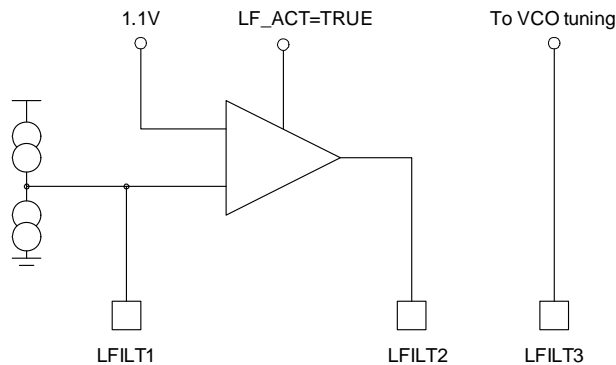 1.1V
LF_ACT=TRUE
To VCO tuning
LFILT1
LFILT2
LFILT3